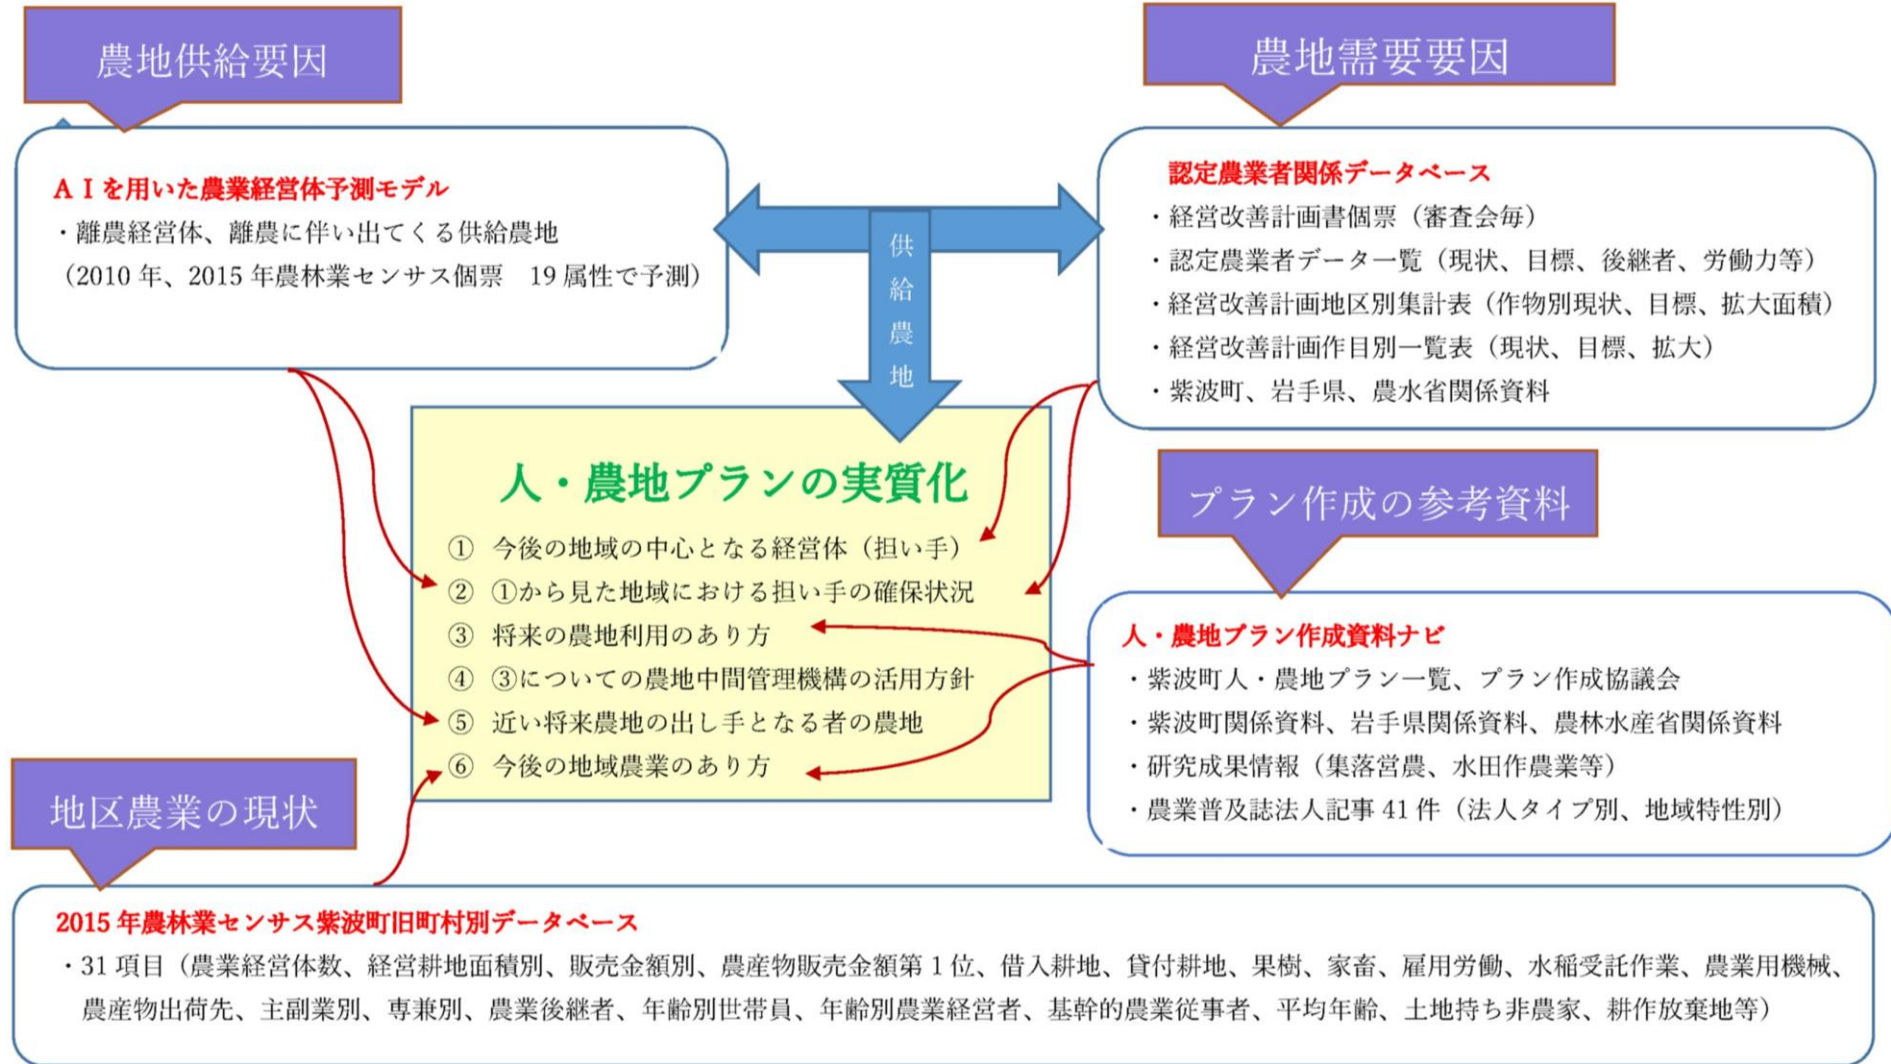 農地供給要因
ＡＩを用いた農業経営体予測モデル
・離農経営体、離農に伴い出てくる供給農地
（2010 年、2015 年農林業センサス個票　19 属性で予測）
農地需要要因
認定農業者関係データベース
・経営改善計画書個票（審査会毎）
・認定農業者データ一覧（現状、目標、後継者、労働力等）
・経営改善計画地区別集計表（作物別現状、目標、拡大面積）
・経営改善計画作目別一覧表（現状、目標、拡大）
・紫波町、岩手県、農水省関係資料
供給農地
人・農地プランの実質化
①　今後の地域の中心となる経営体（担い手）
②　①から見た地域における担い手の確保状況
③　将来の農地利用のあり方
④　③についての農地中間管理機構の活用方針
⑤　近い将来農地の出し手となる者の農地
⑥　今後の地域農業のあり方
プラン作成の参考資料
人・農地プラン作成資料ナビ
・紫波町人・農地プラン一覧、プラン作成協議会
・紫波町関係資料、岩手県関係資料、農林水産省関係資料
・研究成果情報（集落営農、水田作農業等）
・農業普及誌法人記事 41 件（法人タイプ別、地域特性別）
地区農業の現状
2015 年農林業センサス紫波町旧町村別データベース
・31 項目（農業経営体数、経営耕地面積別、販売金額別、農産物販売金額第 1 位、借入耕地、貸付耕地、果樹、家畜、雇用労働、水稲受託作業、農業用機械、
農産物出荷先、主副業別、専兼別、農業後継者、年齢別世帯員、年齢別農業経営者、基幹的農業従事者、平均年齢、土地持ち非農家、耕作放棄地等）